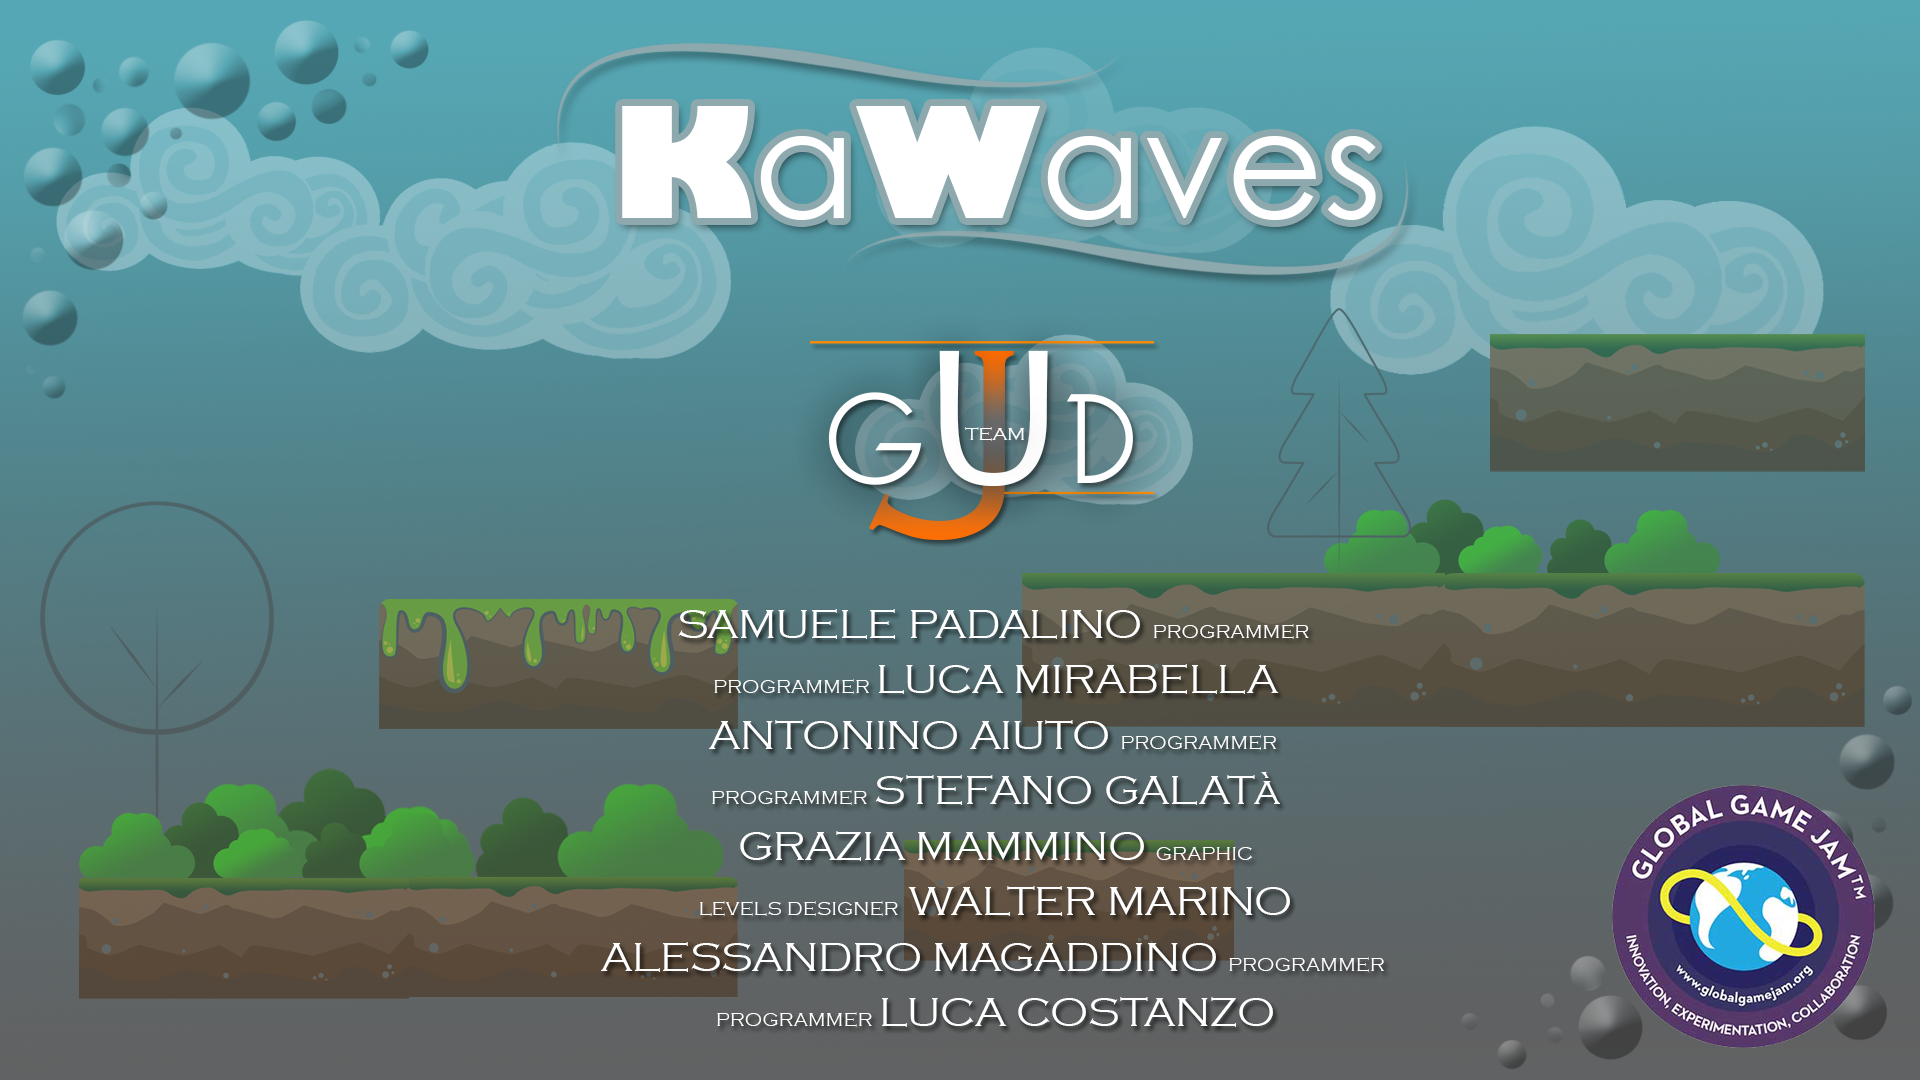 KaWaves
GUJD
TEAM
SAMUELE PADALINO PROGRAMMER
PROGRAMMER LUCA MIRABELLA
ANTONINO AIUTO PROGRAMMER
PROGRAMMER STEFANO GALATÀ
GRAZIA MAMMINO GRAPHIC
LEVELS DESIGNER WALTER MARINO
ALESSANDRO MAGADDINO PROGRAMMER
PROGRAMMER LUCA COSTANZO
GLOBAL GAME JAM™
www.globalgamejam.org
INNOVATION, EXPERIMENTATION, COLLABORATION